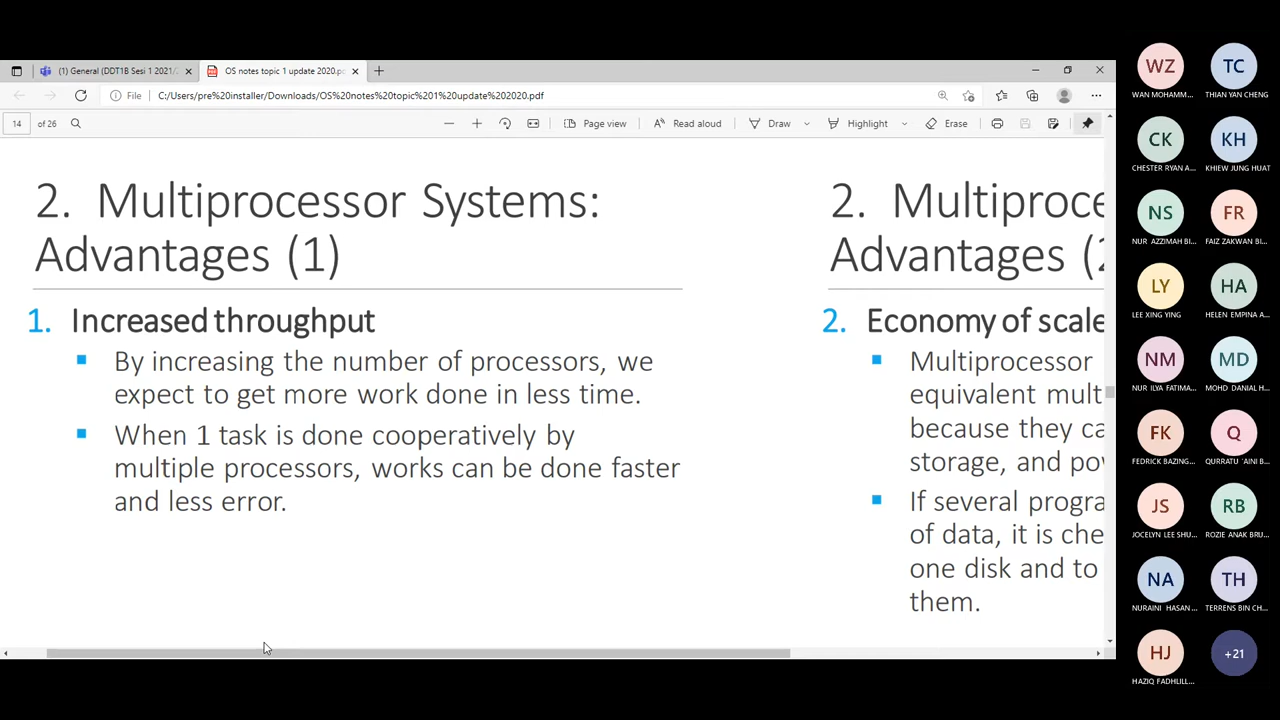 (1) General (DDT1B Sesi 1 2021/2
OS notes topic 1 update 2020.pd
File
C:/Users/pre%20installer/Downloads/OS%20notes%20topic%201%20update%202020.pdf
14 of 26
Page view
Read aloud
Draw
Highlight
Erase
2. Multiprocessor Systems:
Advantages (1)
1. Increased throughput
▪ By increasing the number of processors, we
expect to get more work done in less time.
▪ When 1 task is done cooperatively by
multiple processors, works can be done faster
and less error.
2. Multiproce
Advantages (2
2. Economy of scale
▪ Multiprocessor
equivalent mult
because they ca
storage, and pow
▪ If several progra
of data, it is che
one disk and to
them.
WZ
WAN MOHAMM...
TC
THIAN YAN CHENG
CK
CHESTER RYAN A...
KH
KHIEW JUNG HUAT
NS
NUR AZZIMAH BI...
FR
FAIZ ZAKWAN BI...
LY
LEE XING YING
HA
HELEN EMPINA A...
NM
NUR ILYA FATIMA...
MD
MOHD DANIAL H...
FK
FEDRICK BAZING...
Q
QURRATU 'AINI B...
JS
JOCELYN LEE SHU...
RB
ROZIE ANAK BRU...
NA
NURAINI HASAN...
TH
TERRENS BIN CH...
HJ
HAZIQ FADHLILL...
+21